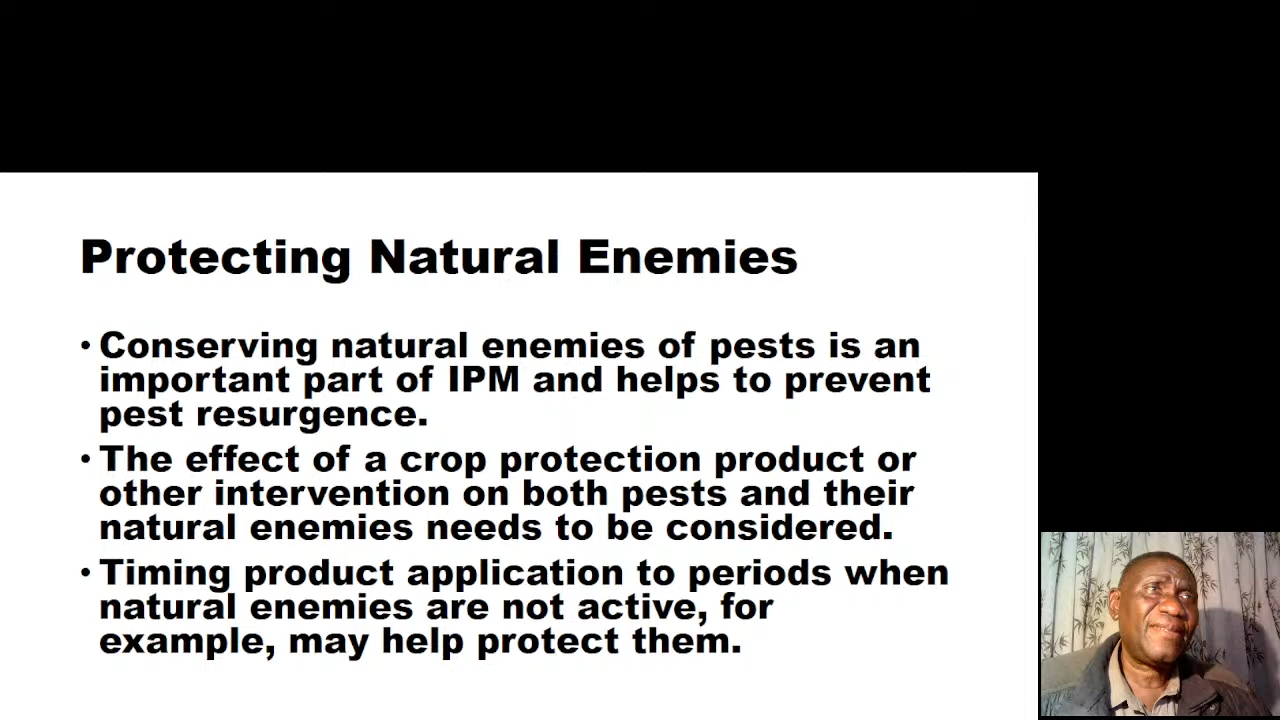 Protecting Natural Enemies
• Conserving natural enemies of pests is an
important part of IPM and helps to prevent
pest resurgence.
• The effect of a crop protection product or
other intervention on both pests and their
natural enemies needs to be considered.
• Timing product application to periods when
natural enemies are not active, for
example, may help protect them.